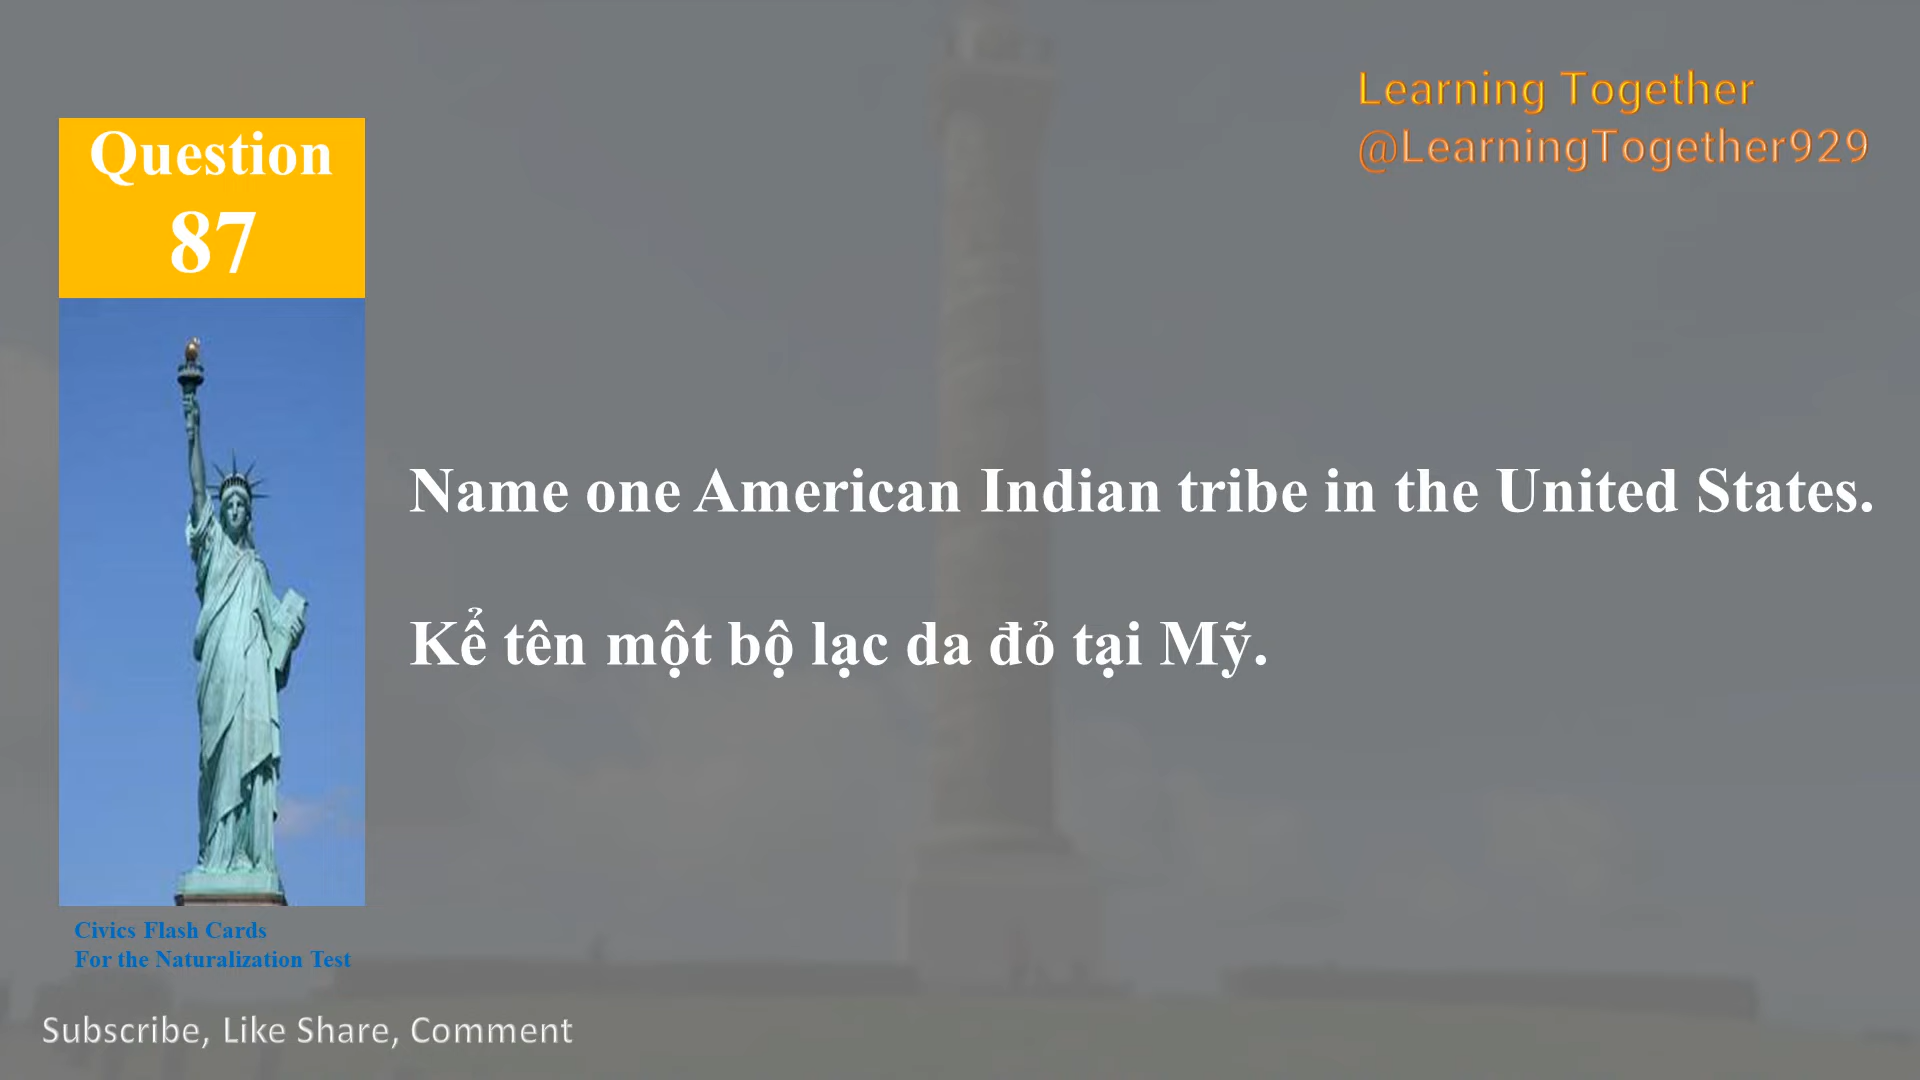 Learning Together
@LearningTogether929
Question
87
Name one American Indian tribe in the United States.
Kể tên một bộ lạc da đỏ tại Mỹ.
Civics Flash Cards
For the Naturalization Test
Subscribe, Like Share, Comment